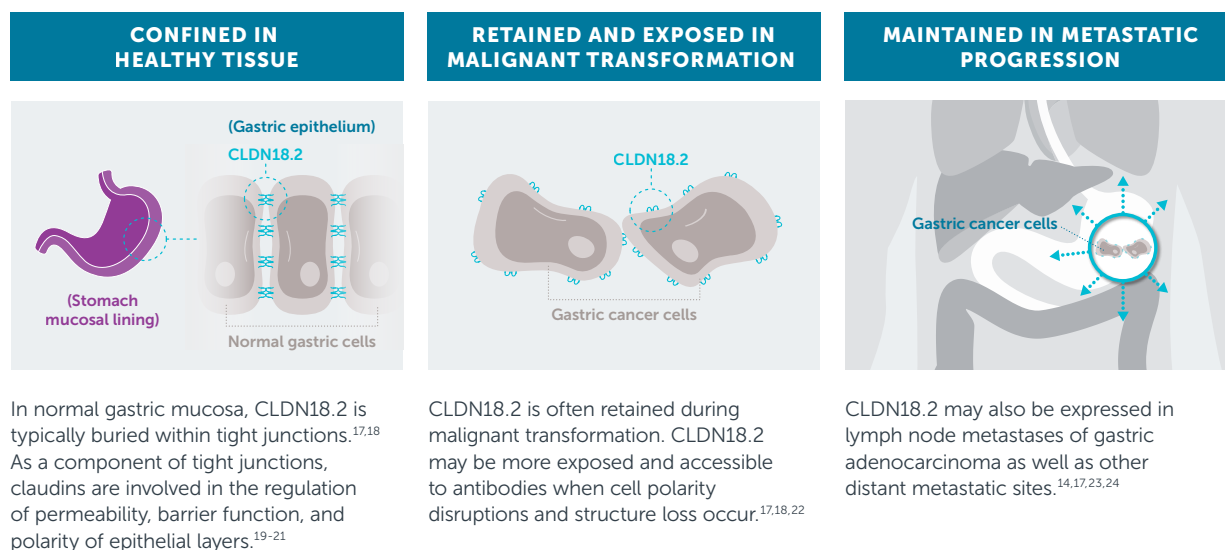 CONFINED IN
HEALTHY TISSUE
(Gastric epithelium)
CLDN18.2
(Stomach
mucosal lining)
Normal gastric cells
In normal gastric mucosa, CLDN18.2 is
typically buried within tight junctions.17,18
As a component of tight junctions,
claudins are involved in the regulation
of permeability, barrier function, and
polarity of epithelial layers.19-21
RETAINED AND EXPOSED IN
MALIGNANT TRANSFORMATION
CLDN18.2
Gastric cancer cells
CLDN18.2 is often retained during
malignant transformation. CLDN18.2
may be more exposed and accessible
to antibodies when cell polarity
disruptions and structure loss occur.17,18,22
MAINTAINED IN METASTATIC
PROGRESSION
Gastric cancer cells
CLDN18.2 may also be expressed in
lymph node metastases of gastric
adenocarcinoma as well as other
distant metastatic sites.14,17,23,24